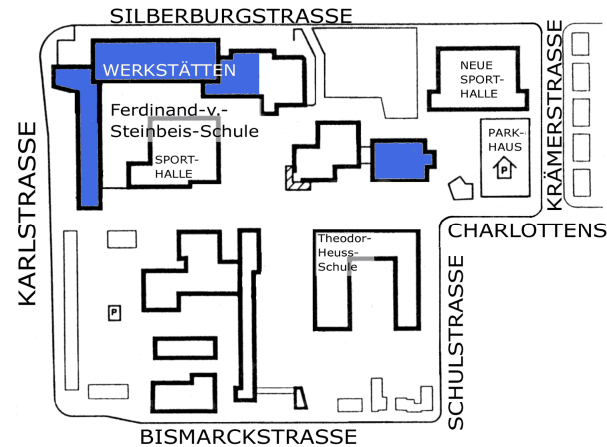 SILBERBURGSTRASSE
WERKSTÄTTEN
Ferdinand-v.-
Steinbeis-Schule
SPORT-
HALLE
NEUE
SPORT-
HALLE
PARK-
HAUS
P
KRÄMERSTRASSE
KARLSTRASSE
CHARLOTTENS
Theodor-
Heuss-
Schule
P
SCHULSTRASSE
BISMARCKSTRASSE